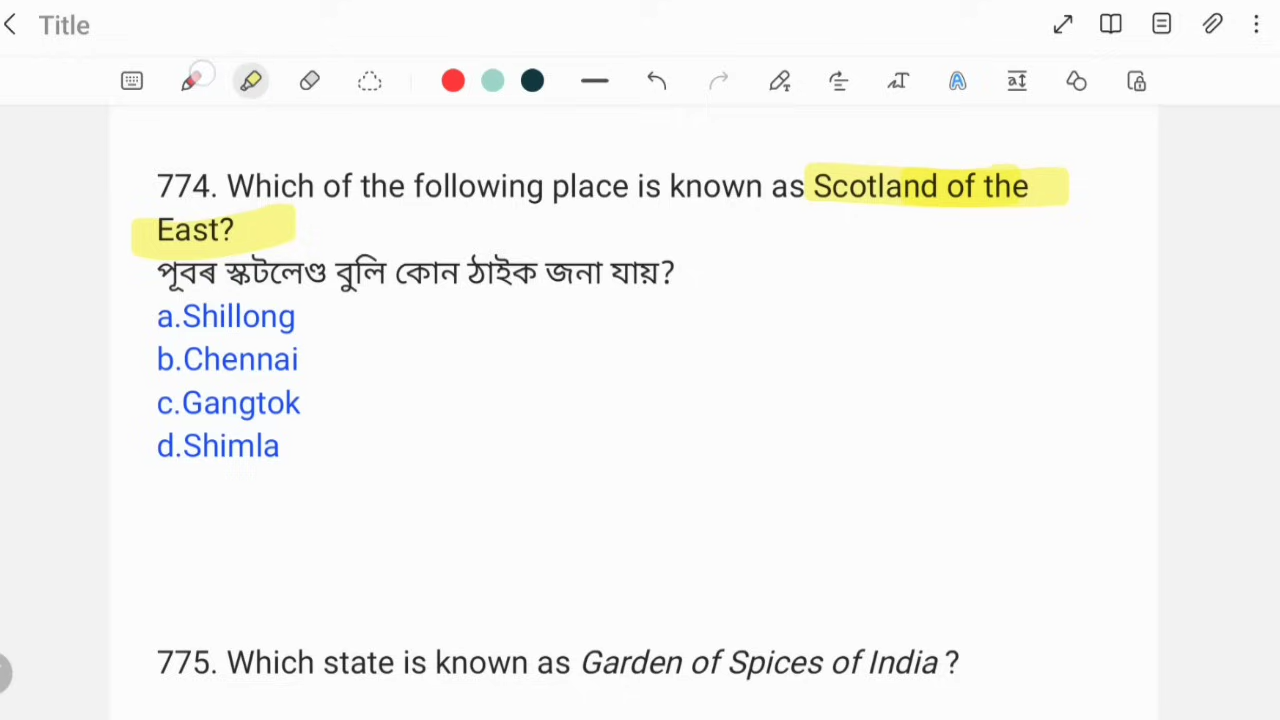 Title
774. Which of the following place is known as Scotland of the
East?
পূবৰ স্কটলেণ্ড বুলি কোন ঠাইক জনা যায়?
a.Shillong
b.Chennai
c.Gangtok
d.Shimla
775. Which state is known as Garden of Spices of India ?